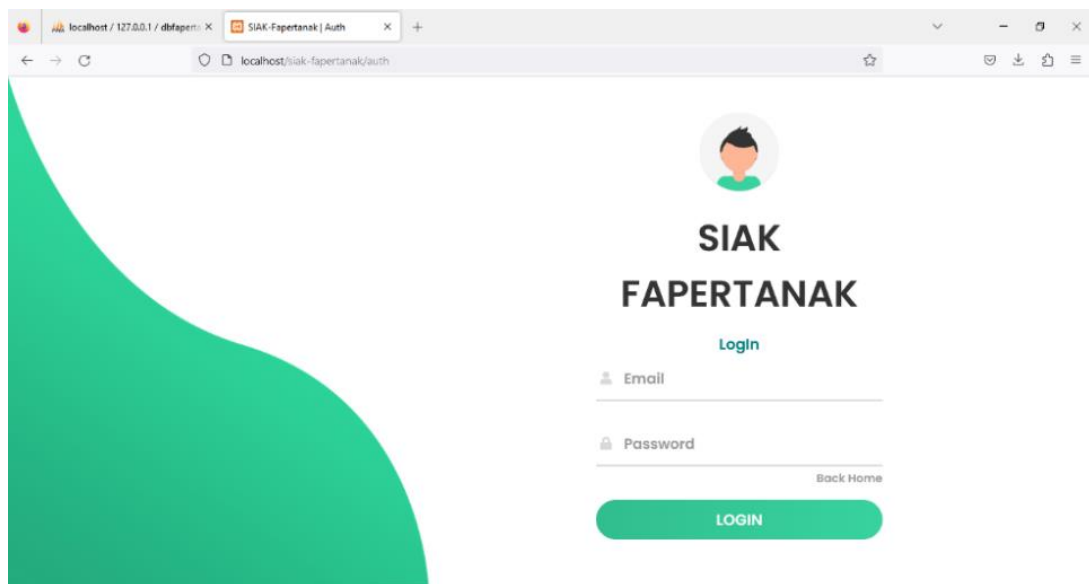 localhost / 127.0.0.1 / dbfaperta
SIAK-Fapertanak | Auth
localhost/siak-fapertanak/auth
SIAK
FAPERTANAK
LogIn
Email
Password
Back Home
LOGIN